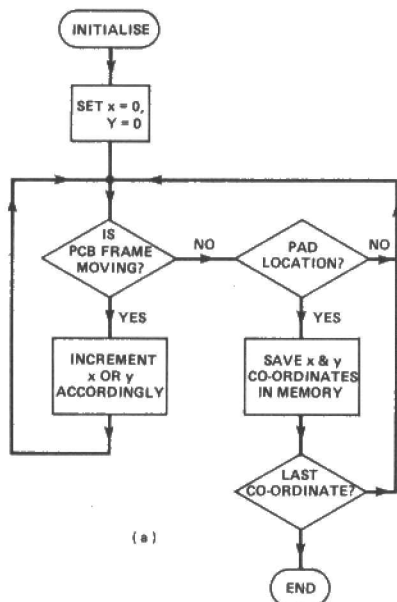 INITIALISE
SET x = 0,
Y = 0
IS
PCB FRAME
MOVING?
NO
PAD
LOCATION?
NO
YES
YES
INCREMENT
x OR y
ACCORDINGLY
SAVE x & y
CO-ORDINATES
IN MEMORY
LAST
CO-ORDINATE?
(a)
END